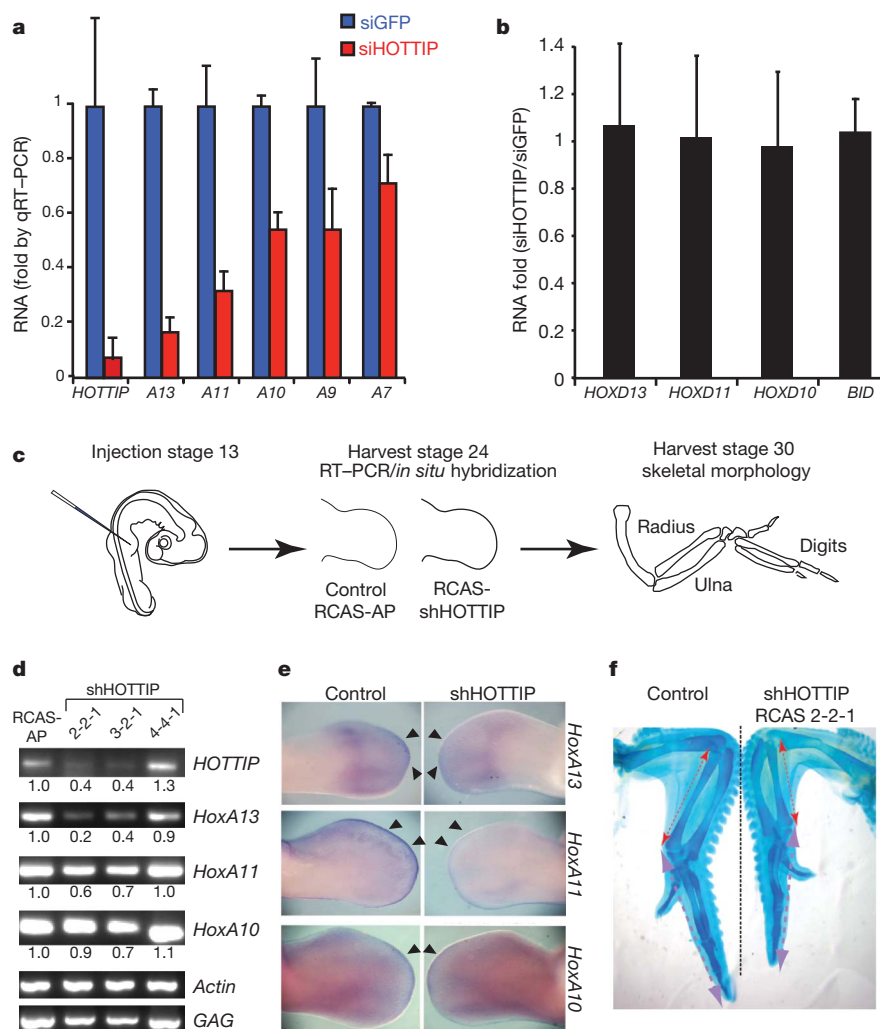 a
siGFP
siHOTTIP
RNA (fold by qRT–PCR)
1
0.8
0.6
0.4
0.2
0
HOTTIP A13 A11 A10 A9 A7
b
RNA fold (siHOTTIP/siGFP)
1.4
1.2
1
0.8
0.6
0.4
0.2
0
HOXD13 HOXD11 HOXD10 BID
c
Injection stage 13
Harvest stage 24
RT–PCR/in situ hybridization
Harvest stage 30
skeletal morphology
Control
RCAS-AP
RCAS-
shHOTTIP
Radius
Ulna
Digits
d
shHOTTIP
RCAS-
AP
2-2-1
3-2-1
4-4-1
HOTTIP
1.0 0.4 0.4 1.3
HoxA13
1.0 0.2 0.4 0.9
HoxA11
1.0 0.6 0.7 1.0
HoxA10
1.0 0.9 0.7 1.1
Actin
GAG
e
Control shHOTTIP
HoxA13
HoxA11
HoxA10
f
Control
shHOTTIP
RCAS 2-2-1